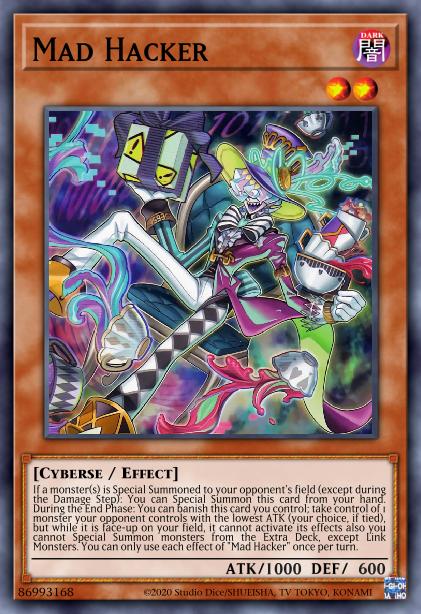 MAD HACKER
DARK
闇
[CYBERSE / EFFECT]
If a monster(s) is Special Summoned to your opponent's field (except during
the Damage Step): You can Special Summon this card from your hand.
During the End Phase: You can banish this card you control; take control of 1
monster your opponent controls with the lowest ATK (your choice, if tied),
but while it is face-up on your field, it cannot activate its effects also you
cannot Special Summon monsters from the Extra Deck, except Link
Monsters. You can only use each effect of "Mad Hacker" once per turn.
ATK/1000 DEF/ 600
86993168
©2020 Studio Dice/SHUEISHA, TV TOKYO, KONAMI